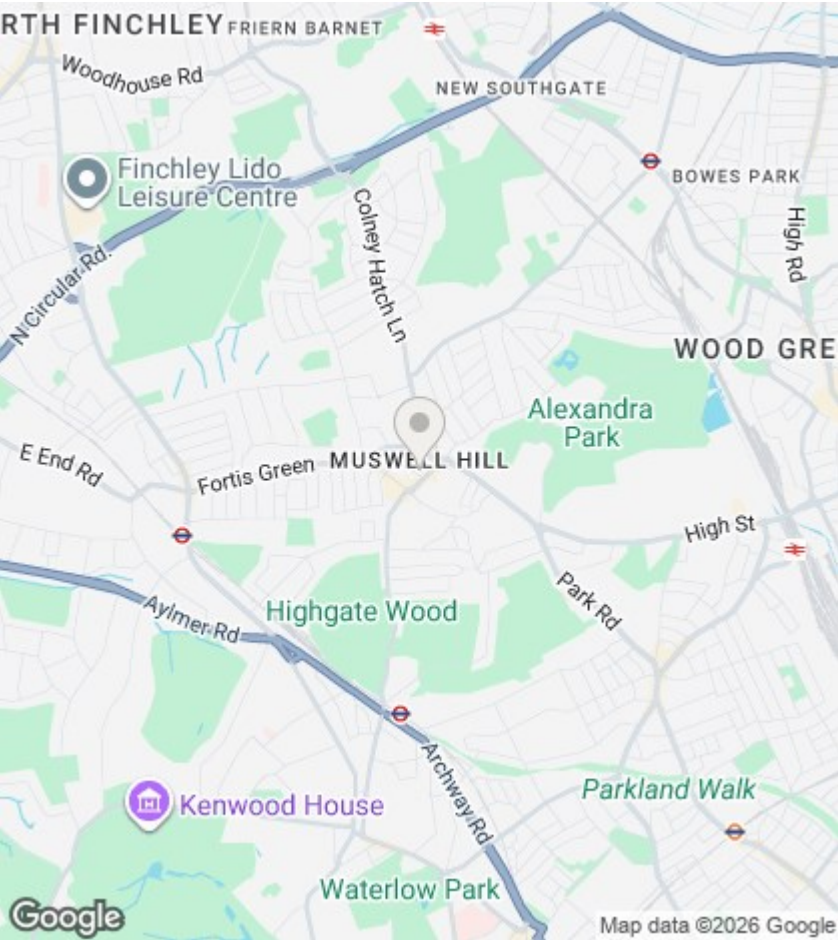 RTH FINCHLEY
FRIERN BARNET
Woodhouse Rd
NEW SOUTHGATE
Finchley Lido
Leisure Centre
BOWES PARK
Colney Hatch Ln
High Rd
N Circular Rd
WOOD GRE
Alexandra
Park
E End Rd
Fortis Green
MUSWELL HILL
High St
Aylmer Rd
Highgate Wood
Park Rd
Archway Rd
Parkland Walk
Kenwood House
Waterlow Park
Google
Map data ©2026 Google